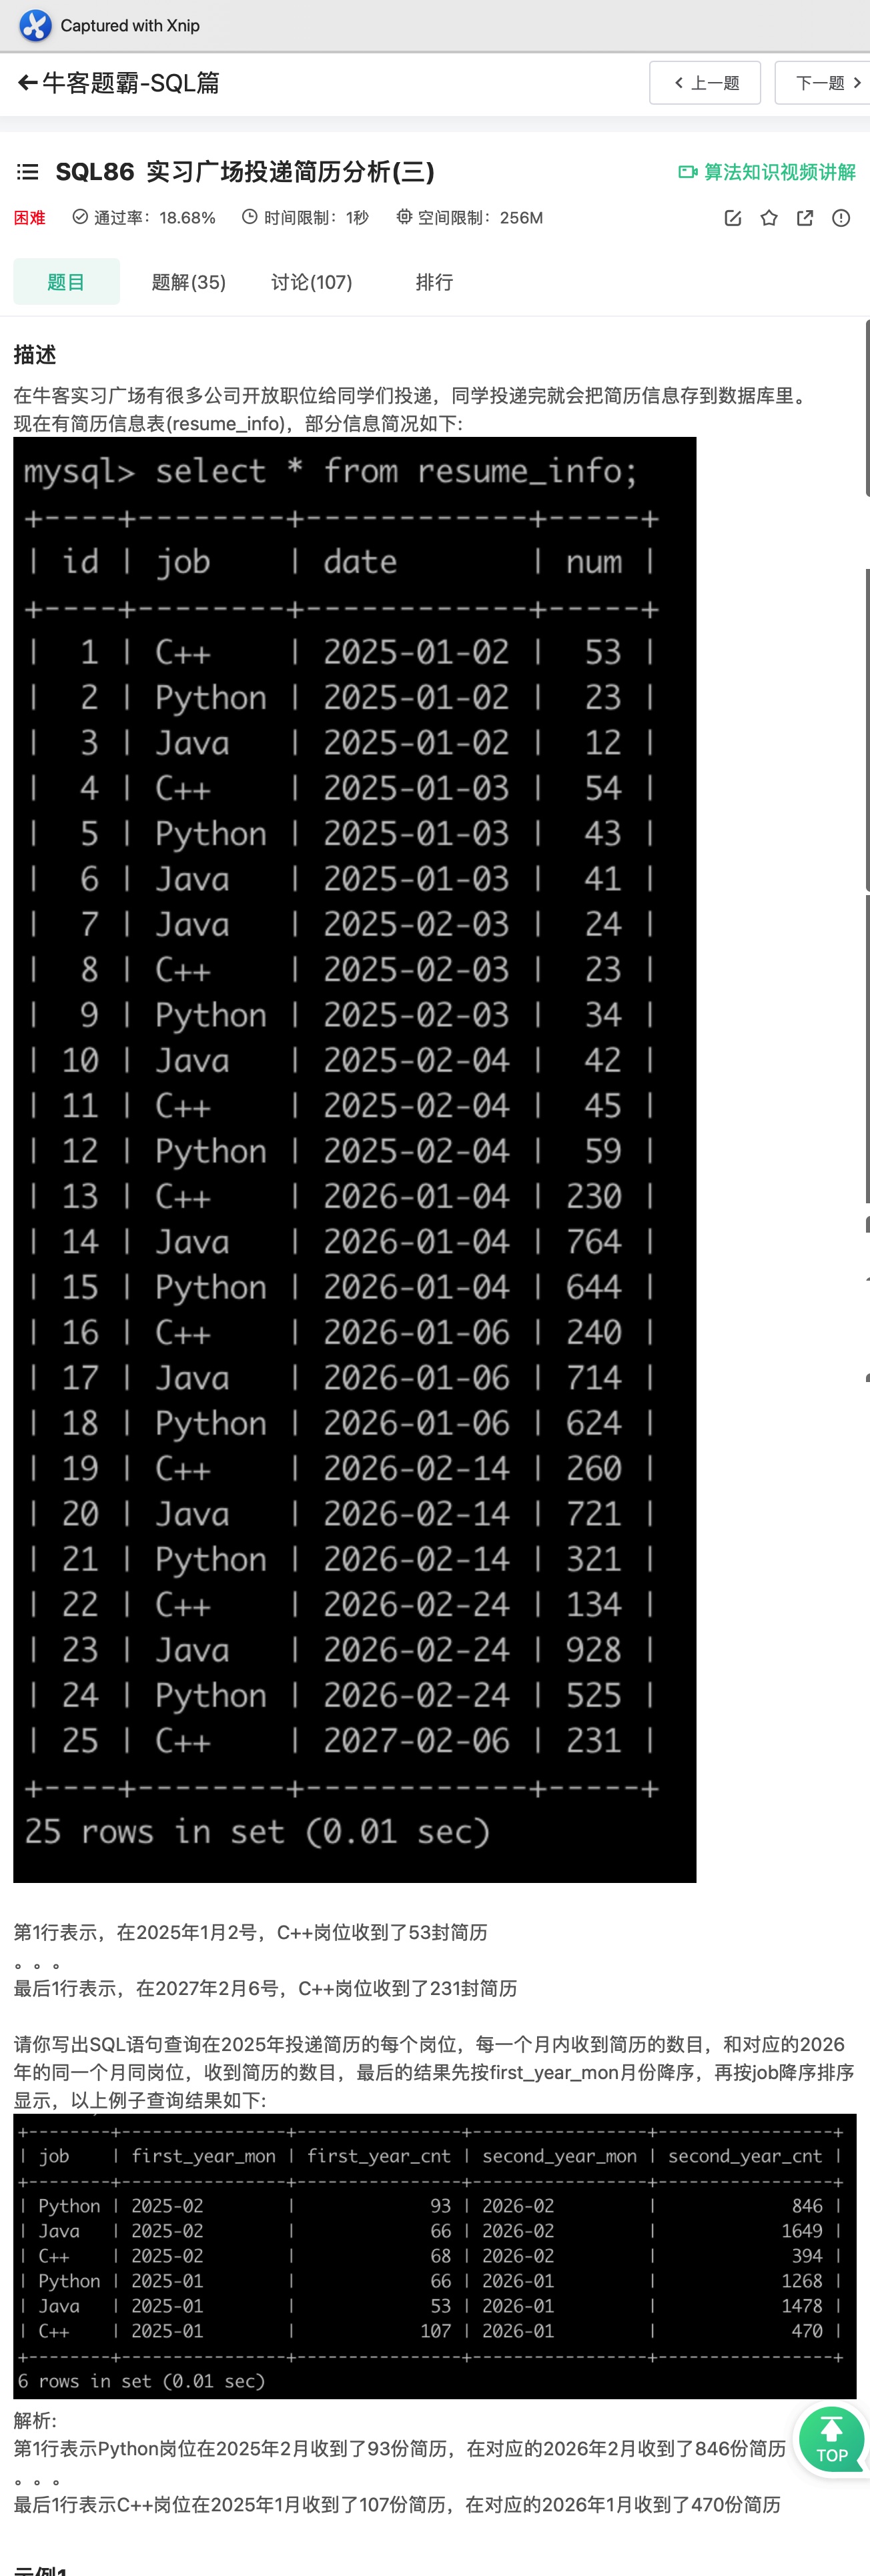 Captured with Xnip
牛客题霸-SQL篇
上一题
下一题
SQL86 实习广场投递简历分析(三)
算法知识视频讲解
困难 通过率：18.68% 时间限制：1秒 空间限制：256M
题目 题解(35) 讨论(107) 排行
描述
在牛客实习广场有很多公司开放职位给同学们投递，同学投递完就会把简历信息存到数据库里。
现在有简历信息表(resume_info)，部分信息简况如下:
mysql> select * from resume_info;
+----+--------+------------+-----+
| id | job    | date       | num |
+----+--------+------------+-----+
|  1 | C++    | 2025-01-02 |  53 |
|  2 | Python | 2025-01-02 |  23 |
|  3 | Java   | 2025-01-02 |  12 |
|  4 | C++    | 2025-01-03 |  54 |
|  5 | Python | 2025-01-03 |  43 |
|  6 | Java   | 2025-01-03 |  41 |
|  7 | Java   | 2025-02-03 |  24 |
|  8 | C++    | 2025-02-03 |  23 |
|  9 | Python | 2025-02-03 |  34 |
| 10 | Java   | 2025-02-04 |  42 |
| 11 | C++    | 2025-02-04 |  45 |
| 12 | Python | 2025-02-04 |  59 |
| 13 | C++    | 2026-01-04 | 230 |
| 14 | Java   | 2026-01-04 | 764 |
| 15 | Python | 2026-01-04 | 644 |
| 16 | C++    | 2026-01-06 | 240 |
| 17 | Java   | 2026-01-06 | 714 |
| 18 | Python | 2026-01-06 | 624 |
| 19 | C++    | 2026-02-14 | 260 |
| 20 | Java   | 2026-02-14 | 721 |
| 21 | Python | 2026-02-14 | 321 |
| 22 | C++    | 2026-02-24 | 134 |
| 23 | Java   | 2026-02-24 | 928 |
| 24 | Python | 2026-02-24 | 525 |
| 25 | C++    | 2027-02-06 | 231 |
+----+--------+------------+-----+
25 rows in set (0.01 sec)
第1行表示，在2025年1月2号，C++岗位收到了53封简历
。。。
最后1行表示，在2027年2月6号，C++岗位收到了231封简历
请你写出SQL语句查询在2025年投递简历的每个岗位，每一个月内收到简历的数目，和对应的2026
年的同一个月同岗位，收到简历的数目，最后的结果先按first_year_mon月份降序，再按job降序排序
显示，以上例子查询结果如下:
+--------+----------------+----------------+-----------------+-----------------+
| job    | first_year_mon | first_year_cnt | second_year_mon | second_year_cnt |
+--------+----------------+----------------+-----------------+-----------------+
| Python | 2025-02        |             93 | 2026-02         |             846 |
| Java   | 2025-02        |             66 | 2026-02         |            1649 |
| C++    | 2025-02        |             68 | 2026-02         |             394 |
| Python | 2025-01        |             66 | 2026-01         |            1268 |
| Java   | 2025-01        |             53 | 2026-01         |            1478 |
| C++    | 2025-01        |            107 | 2026-01         |             470 |
+--------+----------------+----------------+-----------------+-----------------+
6 rows in set (0.01 sec)
解析:
第1行表示Python岗位在2025年2月收到了93份简历，在对应的2026年2月收到了846份简历
TOP
。。。
最后1行表示C++岗位在2025年1月收到了107份简历，在对应的2026年1月收到了470份简历
示例1